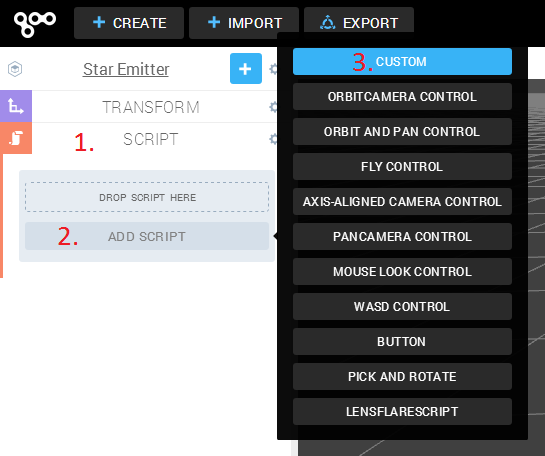 CREATE
IMPORT
EXPORT
Star Emitter
TRANSFORM
1. SCRIPT
DROP SCRIPT HERE
2. ADD SCRIPT
3. CUSTOM
ORBITCAMERA CONTROL
ORBIT AND PAN CONTROL
FLY CONTROL
AXIS-ALIGNED CAMERA CONTROL
PANCAMERA CONTROL
MOUSE LOOK CONTROL
WASD CONTROL
BUTTON
PICK AND ROTATE
LENSFLARESCRIPT